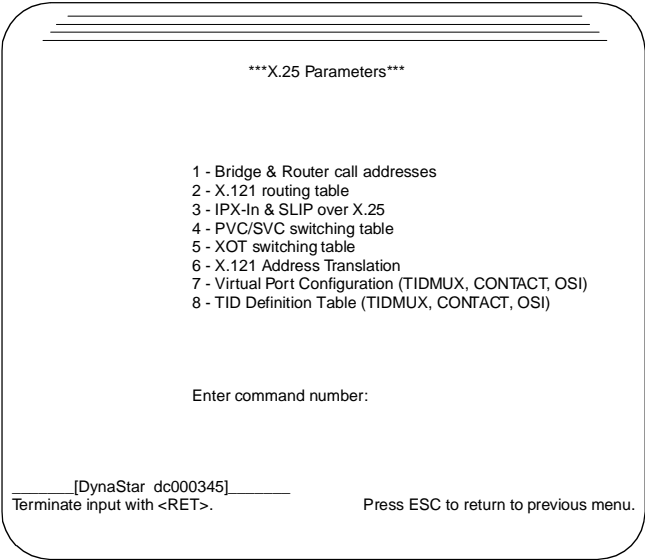 ***X.25 Parameters***
1 - Bridge & Router call addresses
2 - X.121 routing table
3 - IPX-In & SLIP over X.25
4 - PVC/SVC switching table
5 - XOT switching table
6 - X.121 Address Translation
7 - Virtual Port Configuration (TIDMUX, CONTACT, OSI)
8 - TID Definition Table (TIDMUX, CONTACT, OSI)
Enter command number:
_______[DynaStar dc000345]_______
Terminate input with <RET>. Press ESC to return to previous menu.